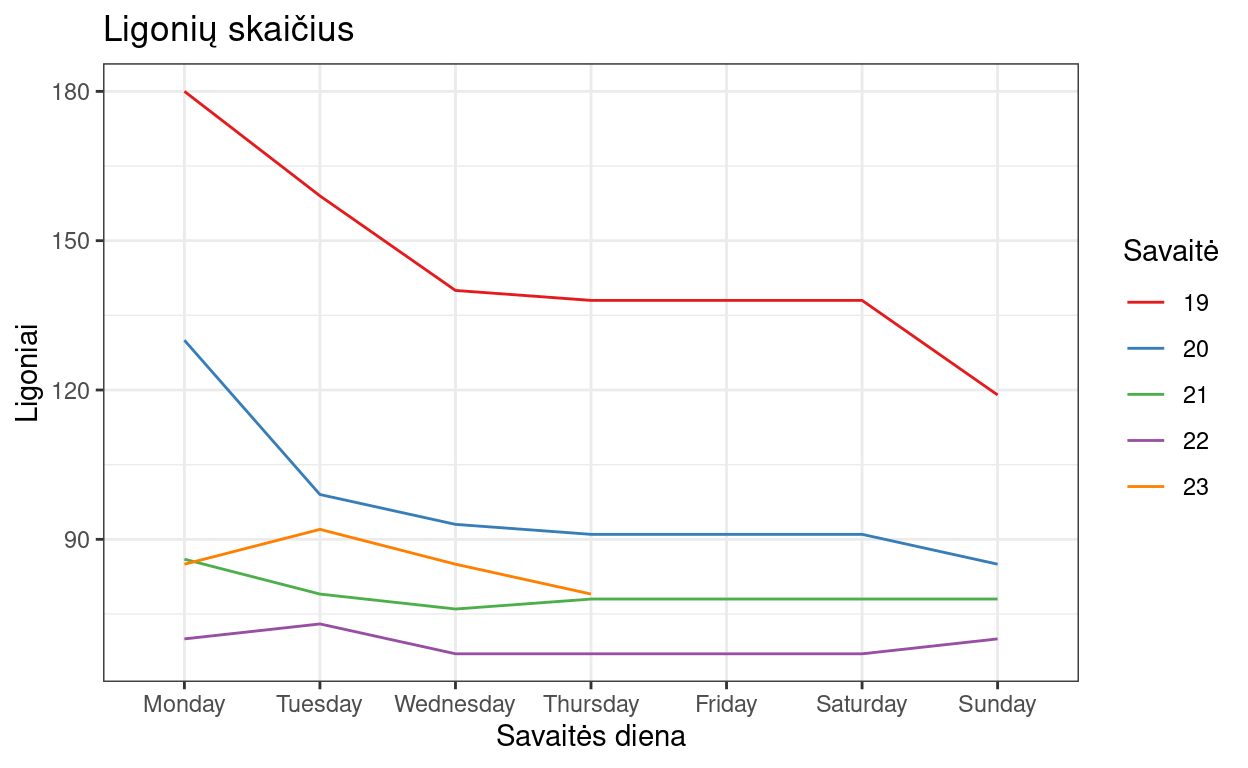 Ligonių skaičius
180
150
120
90
Ligoniai
Monday Tuesday Wednesday Thursday Friday Saturday Sunday
Savaitės diena
Savaitė
19
20
21
22
23